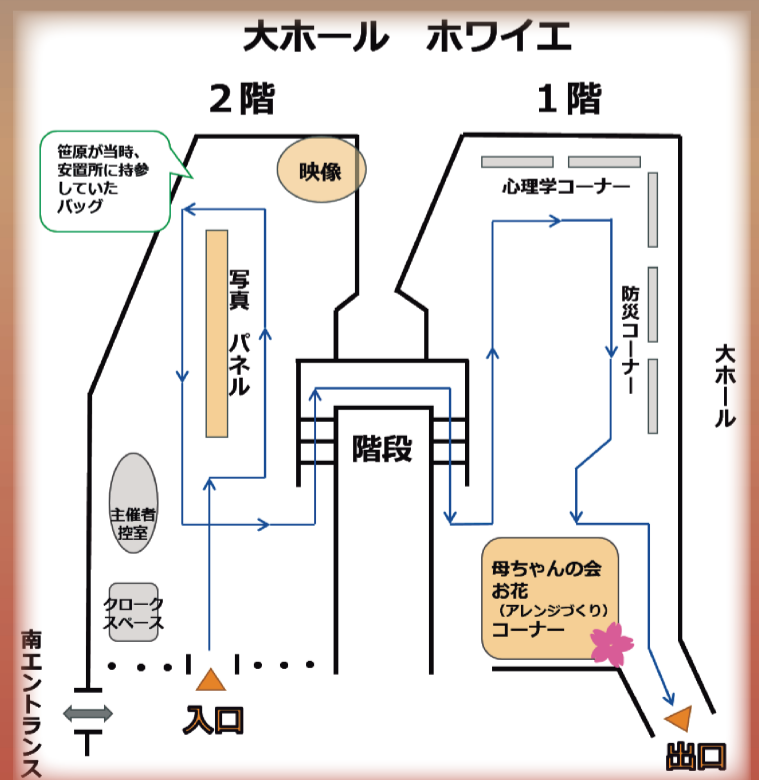 大ホール　ホワイエ
２階
１階
笹原が当時、
安置所に持参
していた
バッグ
映像
写真　パネル
心理学コーナー
防災コーナー
大ホール
階段
主催者
控室
クローク
スペース
母ちゃんの会
お花
（アレンジづくり）
コーナー
南エントランス
入口
出口